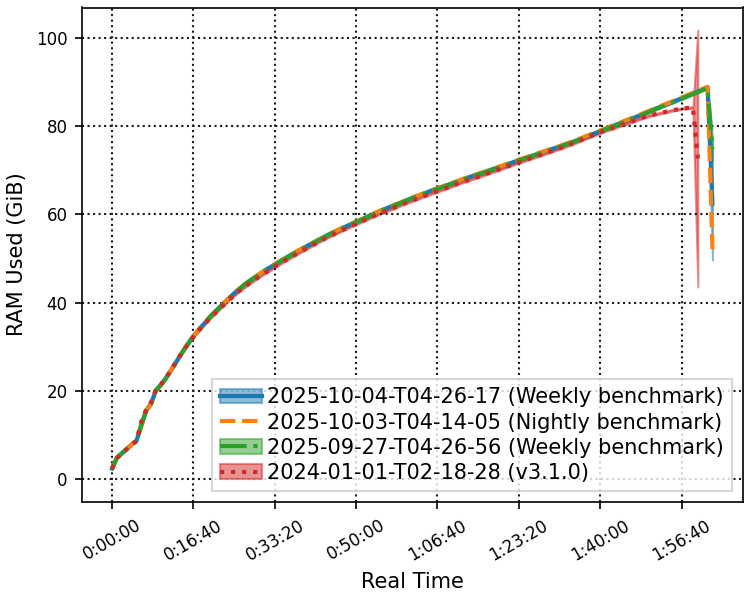 100
80
60
40
20
0
RAM Used (GiB)
2025-10-04-T04-26-17 (Weekly benchmark)
2025-10-03-T04-14-05 (Nightly benchmark)
2025-09-27-T04-26-56 (Weekly benchmark)
2024-01-01-T02-18-28 (v3.1.0)
0:00:00 0:16:40 0:33:20 0:50:00 1:06:40 1:23:20 1:40:00 1:56:40
Real Time